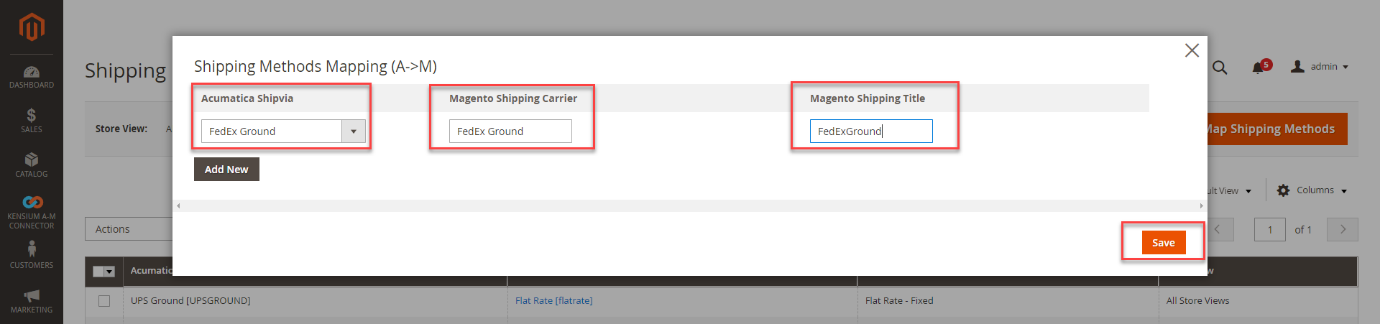 DASHBOARD
SALES
CATALOG
KENSIUM A-M
CONNECTOR
CUSTOMERS
MARKETING
Shipping
5
admin
Store View:
Map Shipping Methods
Shipping Methods Mapping (A->M)
Acumatica Shipvia
Magento Shipping Carrier
Magento Shipping Title
FedEx Ground
FedEx Ground
FedExGround
Add New
Save
ult View
Columns
Actions
1
of 1
Acumatic
w
UPS Ground [UPSGROUND]
Flat Rate [flatrate]
Flat Rate - Fixed
All Store Views